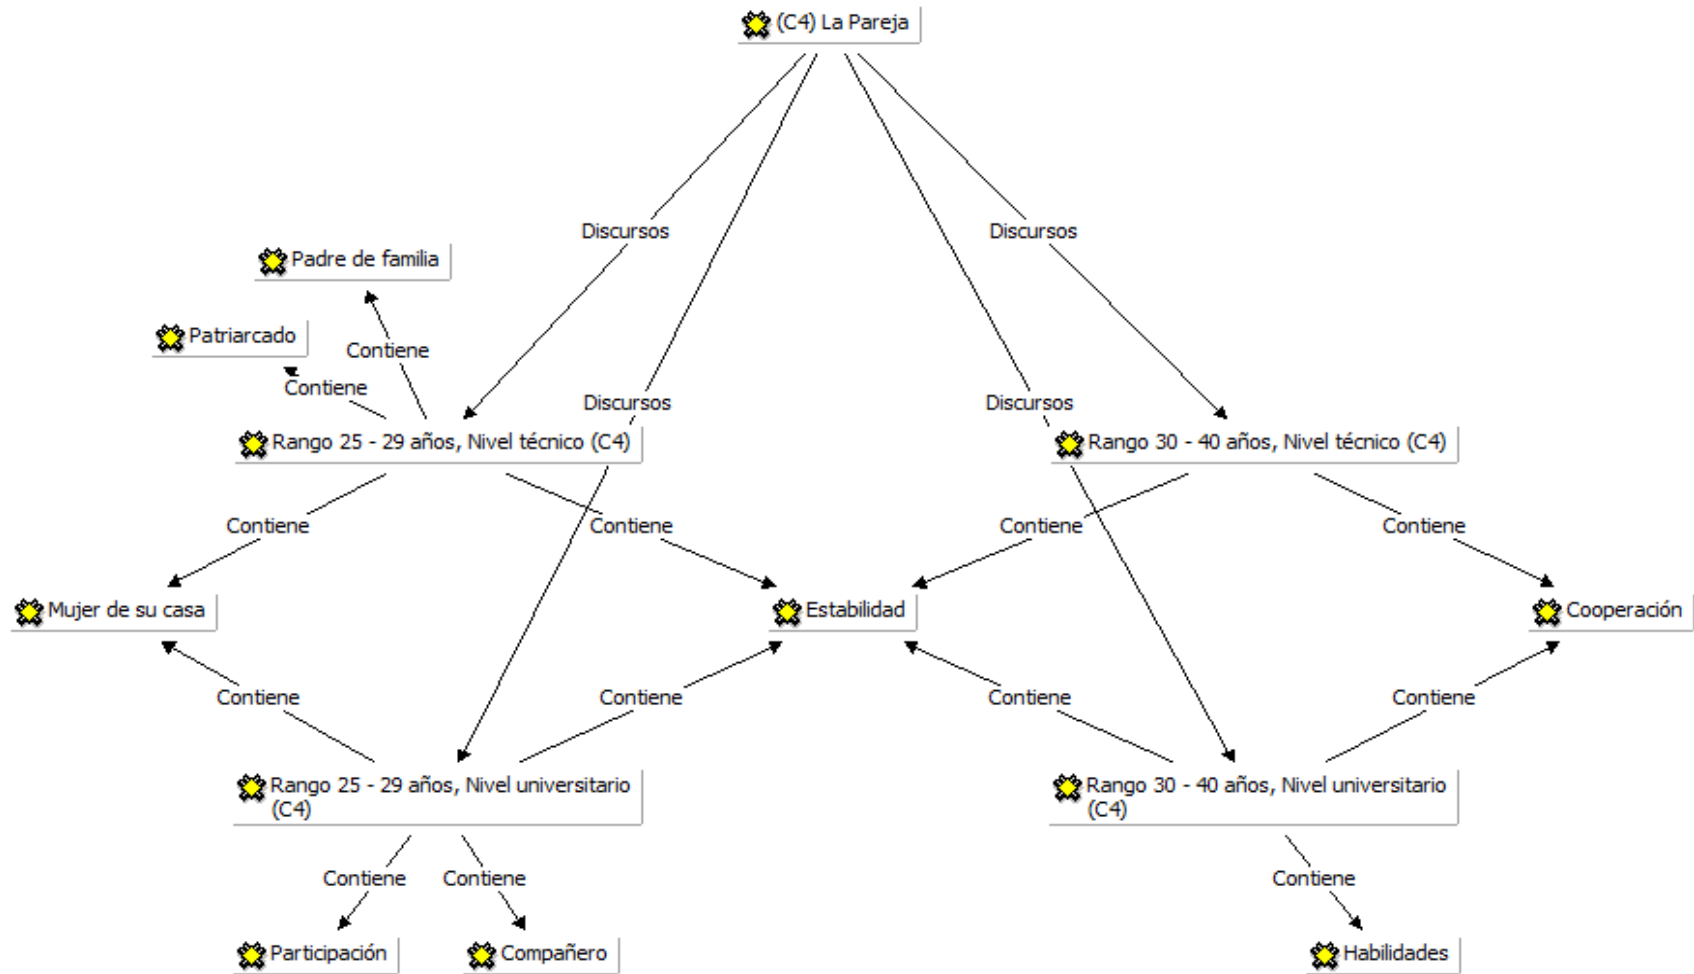 (C4) La Pareja
Discursos
Discursos
Padre de familia
Patriarcado
Contiene
Contiene
Discursos
Discursos
Rango 25 - 29 años, Nivel técnico (C4)
Rango 30 - 40 años, Nivel técnico (C4)
Contiene
Contiene
Contiene
Contiene
Mujer de su casa
Estabilidad
Cooperación
Contiene
Contiene
Contiene
Contiene
Rango 25 - 29 años, Nivel universitario
(C4)
Rango 30 - 40 años, Nivel universitario
(C4)
Contiene
Contiene
Contiene
Participación
Compañero
Habilidades